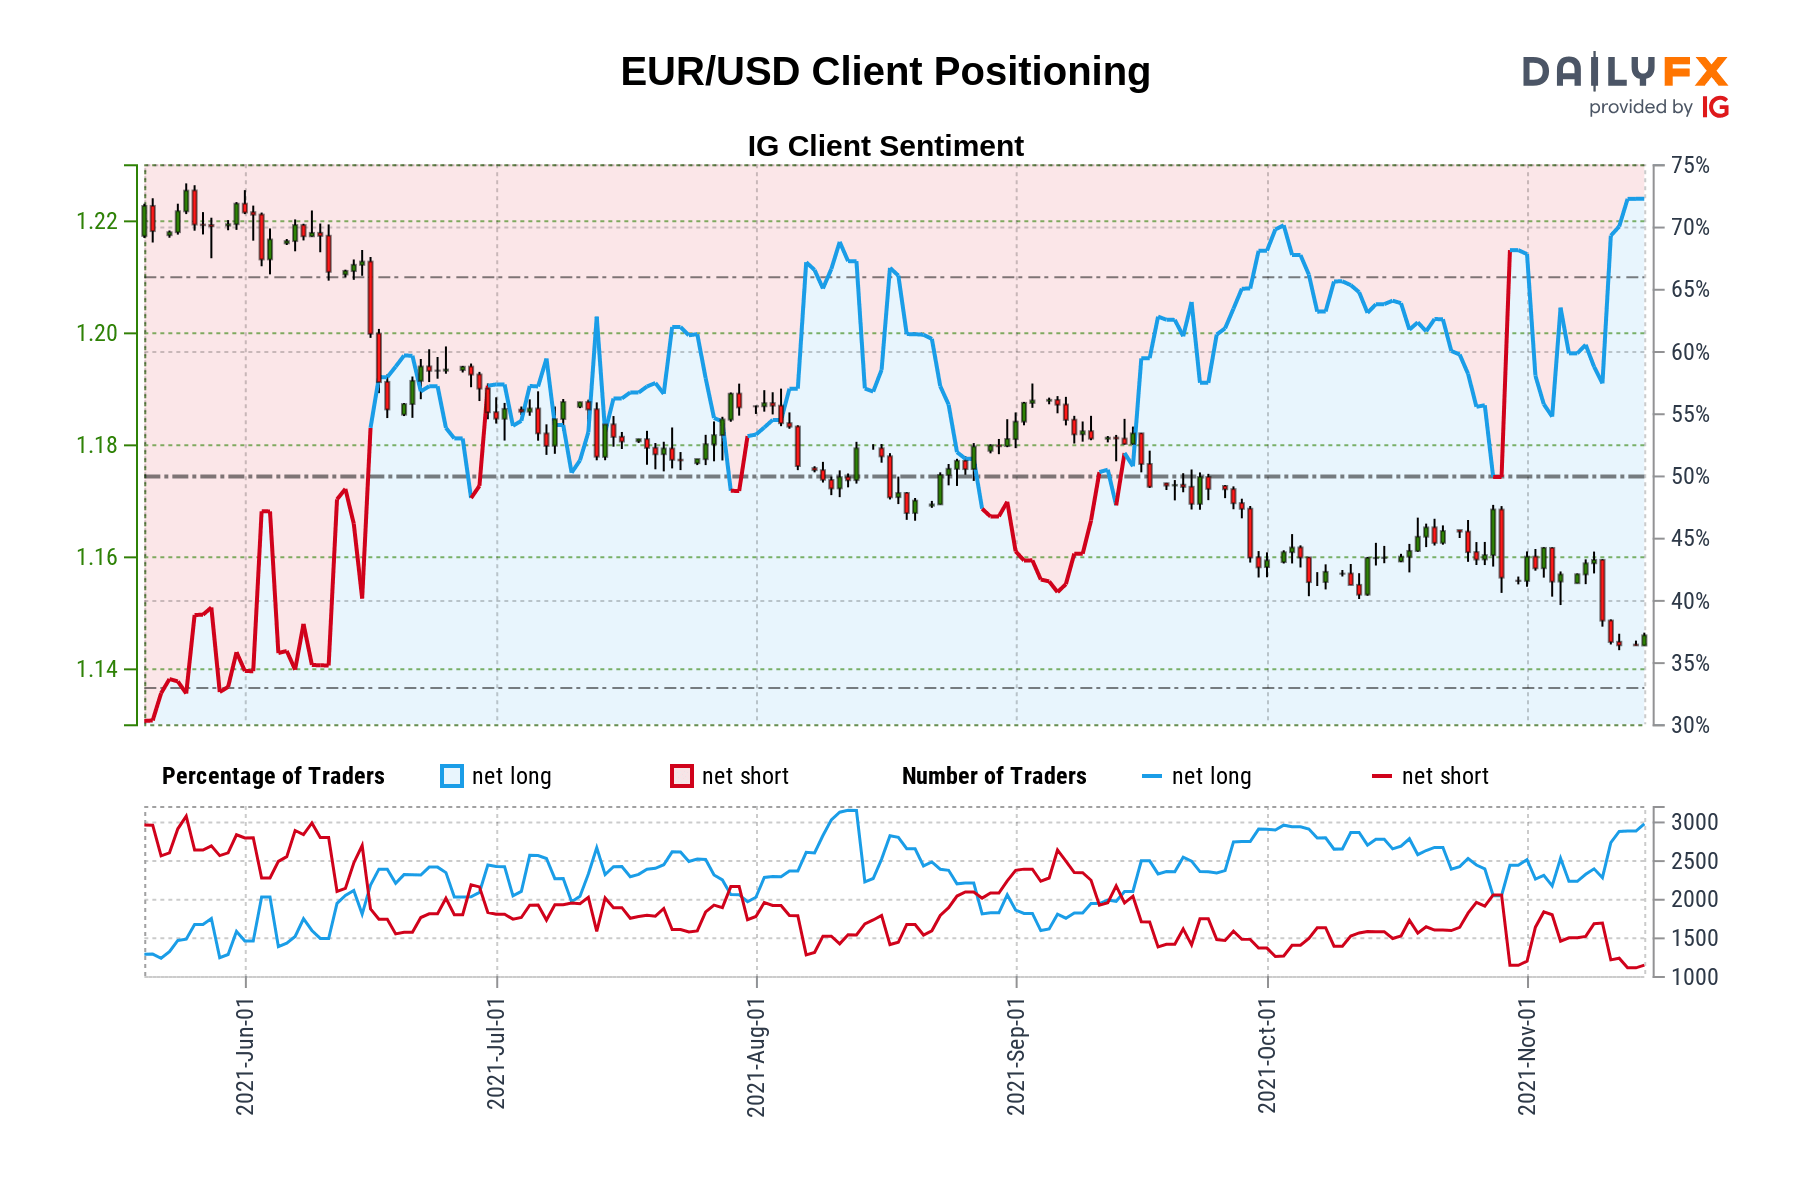 EUR/USD Client Positioning
DAILYFX
provided by IG
IG Client Sentiment
1.22
1.20
1.18
1.16
1.14
75%
70%
65%
60%
55%
50%
45%
40%
35%
30%
Percentage of Traders net long net short Number of Traders net long net short
3000
2500
2000
1500
1000
2021-Jun-01
2021-Jul-01
2021-Aug-01
2021-Sep-01
2021-Oct-01
2021-Nov-01